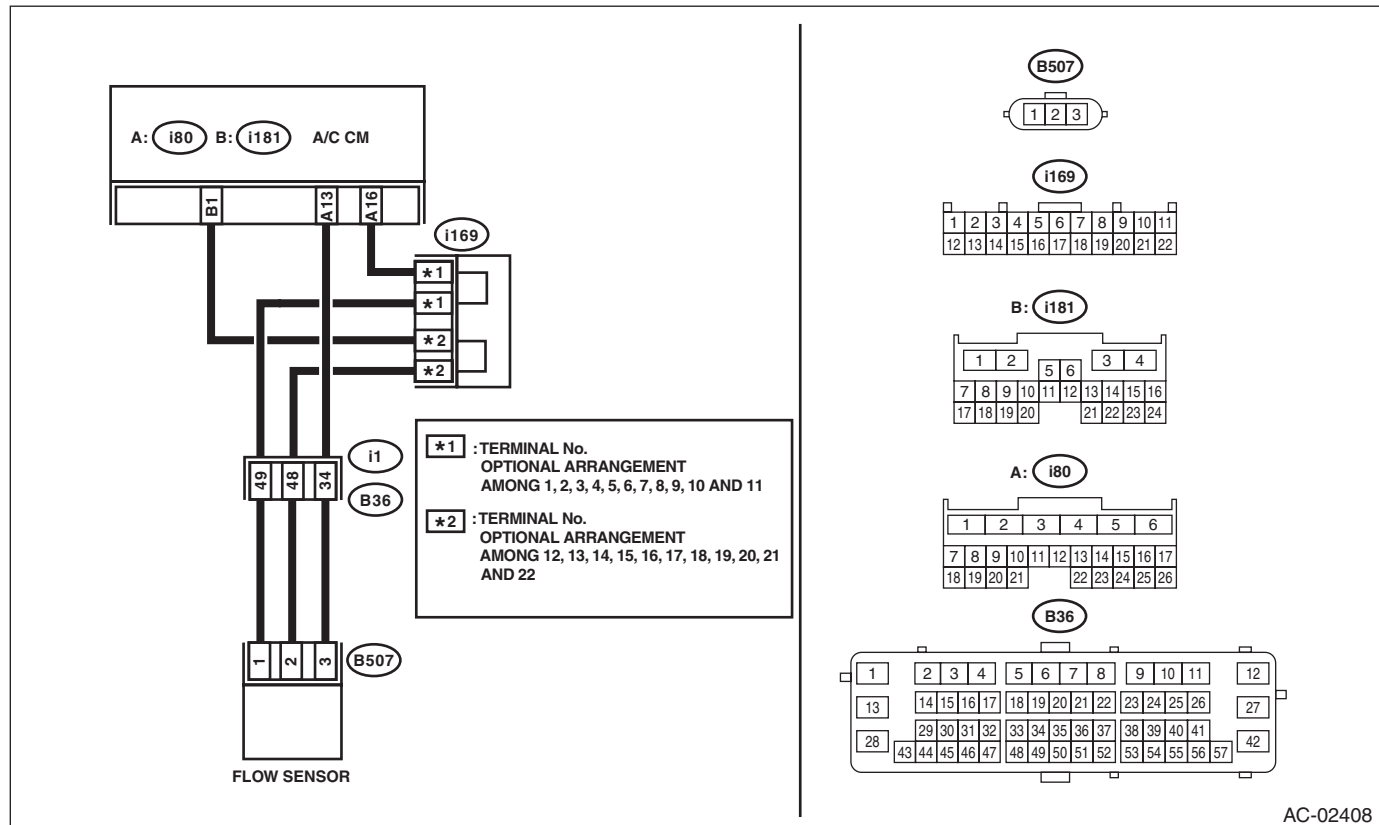 A: i80 B: i181 A/C CM
B1 A13 A16
i169
*1
*1
*2
*2
49 48 34
i1
B36
1 2 3
B507
FLOW SENSOR
*1 : TERMINAL No.
OPTIONAL ARRANGEMENT
AMONG 1, 2, 3, 4, 5, 6, 7, 8, 9, 10 AND 11
*2 : TERMINAL No.
OPTIONAL ARRANGEMENT
AMONG 12, 13, 14, 15, 16, 17, 18, 19, 20, 21
AND 22
B507
1 2 3
i169
1 2 3 4 5 6 7 8 9 10 11
12 13 14 15 16 17 18 19 20 21 22
B: i181
1 2 3 4
5 6
7 8 9 10 11 12 13 14 15 16
17 18 19 20 21 22 23 24
A: i80
1 2 3 4 5 6
7 8 9 10 11 12 13 14 15 16 17
18 19 20 21 22 23 24 25 26
B36
1 2 3 4 5 6 7 8 9 10 11 12
13 14 15 16 17 18 19 20 21 22 23 24 25 26 27
28 29 30 31 32 33 34 35 36 37 38 39 40 41 42
43 44 45 46 47 48 49 50 51 52 53 54 55 56 57
AC-02408